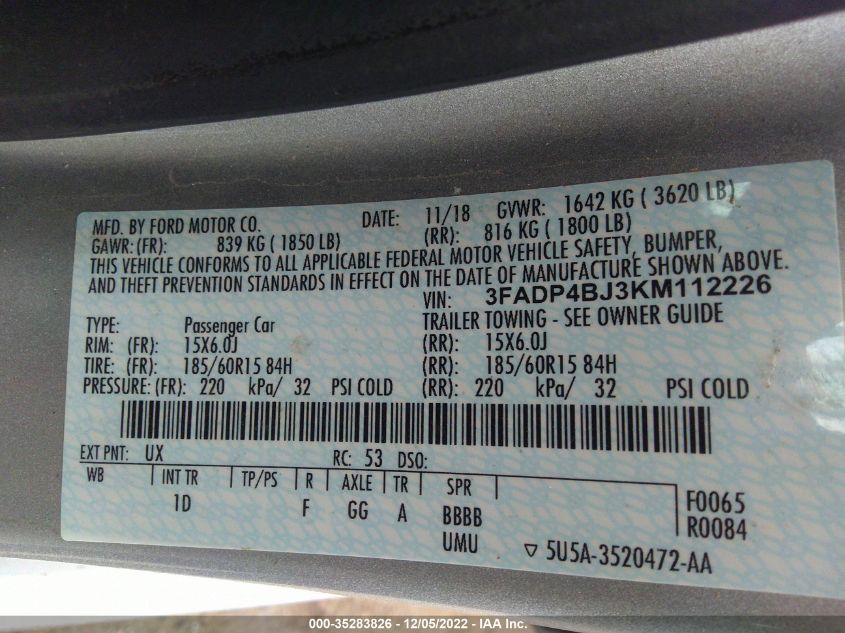 MFD. BY FORD MOTOR CO. DATE: 11/18 GVWR: 1642 KG ( 3620 LB)
GAWR: (FR): 839 KG ( 1850 LB) (RR): 816 KG ( 1800 LB)
THIS VEHICLE CONFORMS TO ALL APPLICABLE FEDERAL MOTOR VEHICLE SAFETY, BUMPER,
AND THEFT PREVENTION STANDARDS IN EFFECT ON THE DATE OF MANUFACTURE SHOWN ABOVE.
VIN: 3FADP4BJ3KM112226
TYPE: Passenger Car TRAILER TOWING - SEE OWNER GUIDE
RIM: (FR): 15X6.0J (RR): 15X6.0J
TIRE: (FR): 185/60R15 84H (RR): 185/60R15 84H
PRESSURE: (FR): 220 kPa/ 32 PSI COLD (RR): 220 kPa/ 32 PSI COLD
EXT PNT: UX RC: 53 DSO:
WB INT TR TP/PS R AXLE TR SPR
1D F GG A BBBB
UMU
F0065
R0084
5U5A-3520472-AA
000-35283826 - 12/05/2022 - IAA Inc.